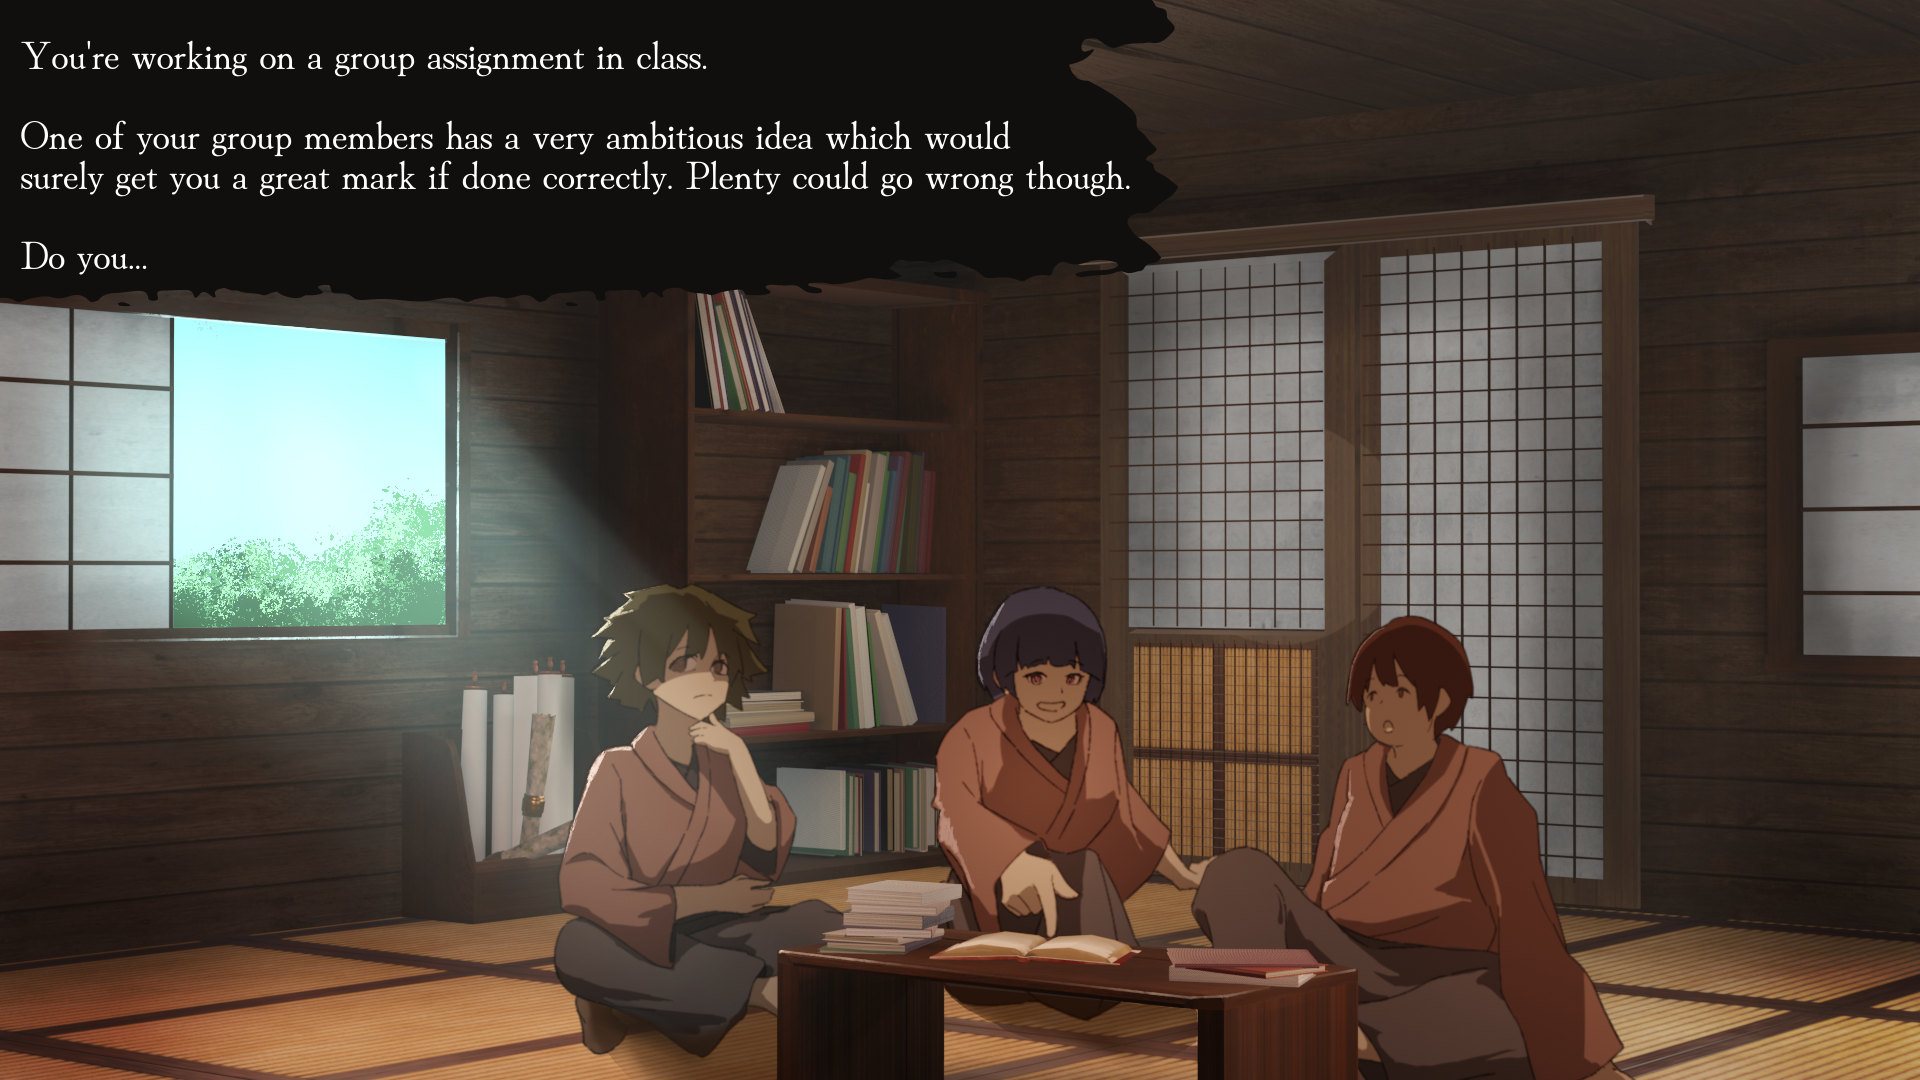 You're working on a group assignment in class.
One of your group members has a very ambitious idea which would
surely get you a great mark if done correctly. Plenty could go wrong though.
Do you...